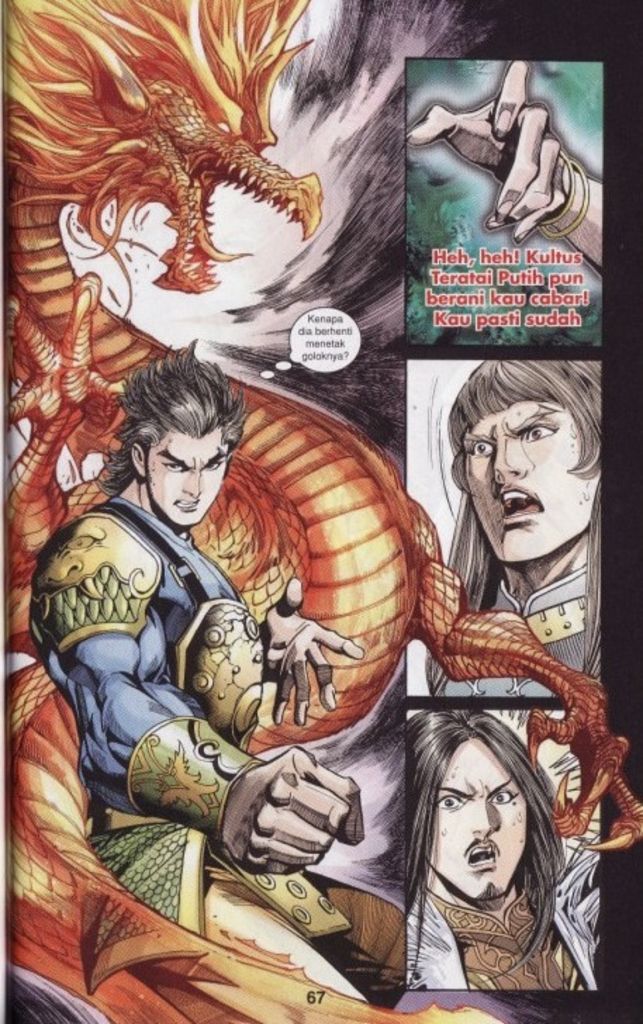 Heh, heh! Kultus
Teratai Putih pun
berani kau cabar!
Kau pasti sudah
Kenapa
dia berhenti
menetak
goloknya?
67